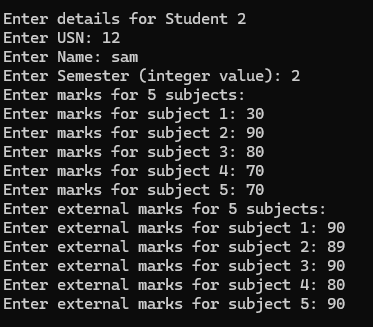 Enter details for Student 2
Enter USN: 12
Enter Name: sam
Enter Semester (integer value): 2
Enter marks for 5 subjects:
Enter marks for subject 1: 30
Enter marks for subject 2: 90
Enter marks for subject 3: 80
Enter marks for subject 4: 70
Enter marks for subject 5: 70
Enter external marks for 5 subjects:
Enter external marks for subject 1: 90
Enter external marks for subject 2: 89
Enter external marks for subject 3: 90
Enter external marks for subject 4: 80
Enter external marks for subject 5: 90